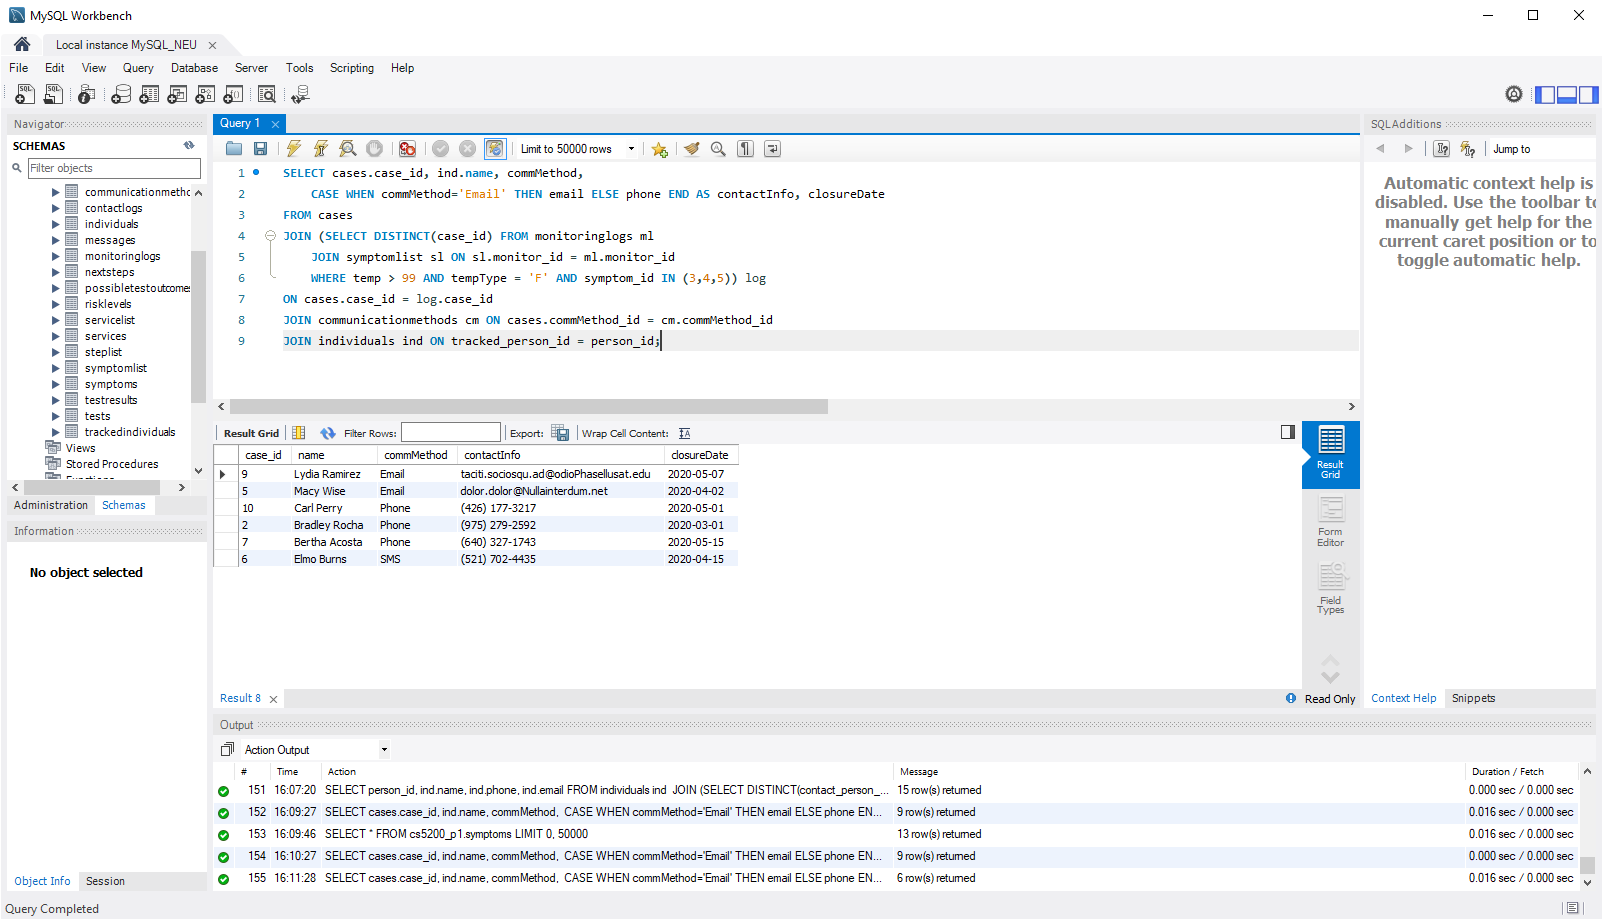 MySQL Workbench
Local instance MySQL_NEU
File Edit View Query Database Server Tools Scripting Help
Navigator
SCHEMAS
Filter objects
communicationmethc
contactlogs
individuals
messages
monitoringlogs
nextsteps
possibletestoutcomes
risklevels
servicelist
services
steplist
symptomlist
symptoms
testresults
tests
trackedindividuals
Views
Stored Procedures
Administration Schemas
Information
No object selected
Object Info Session
Query 1
Limit to 50000 rows
1 SELECT cases.case_id, ind.name, commMethod,
2 CASE WHEN commMethod='Email' THEN email ELSE phone END AS contactInfo, closureDate
3 FROM cases
4 JOIN (SELECT DISTINCT(case_id) FROM monitoringlogs ml
5 JOIN symptomlist sl ON sl.monitor_id = ml.monitor_id
6 WHERE temp > 99 AND tempType = 'F' AND symptom_id IN (3,4,5)) log
7 ON cases.case_id = log.case_id
8 JOIN communicationmethods cm ON cases.commMethod_id = cm.commMethod_id
9 JOIN individuals ind ON tracked_person_id = person_id;
Result Grid Filter Rows: Export: Wrap Cell Content:
case_id name commMethod contactInfo closureDate
9 Lydia Ramirez Email taciti.sociosqu.ad@odioPhasellusat.edu 2020-05-07
5 Macy Wise Email dolor.dolor@Nullainterdum.net 2020-04-02
10 Carl Perry Phone (426) 177-3217 2020-05-01
2 Bradley Rocha Phone (975) 279-2592 2020-03-01
7 Bertha Acosta Phone (640) 327-1743 2020-05-15
6 Elmo Burns SMS (521) 702-4435 2020-04-15
Result
Grid
Form
Editor
Field
Types
Result 8
Read Only
SQLAdditions
Jump to
Automatic context help is
disabled. Use the toolbar to
manually get help for the
current caret position or to
toggle automatic help.
Context Help Snippets
Output
Action Output
# Time Action Message Duration / Fetch
151 16:07:20 SELECT person_id, ind.name, ind.phone, ind.email FROM individuals ind JOIN (SELECT DISTINCT(contact_person_... 15 row(s) returned 0.000 sec / 0.000 sec
152 16:09:27 SELECT cases.case_id, ind.name, commMethod, CASE WHEN commMethod='Email' THEN email ELSE phone EN... 9 row(s) returned 0.016 sec / 0.000 sec
153 16:09:46 SELECT * FROM cs5200_p1.symptoms LIMIT 0, 50000 13 row(s) returned 0.016 sec / 0.000 sec
154 16:10:27 SELECT cases.case_id, ind.name, commMethod, CASE WHEN commMethod='Email' THEN email ELSE phone EN... 9 row(s) returned 0.016 sec / 0.000 sec
155 16:11:28 SELECT cases.case_id, ind.name, commMethod, CASE WHEN commMethod='Email' THEN email ELSE phone EN... 6 row(s) returned 0.016 sec / 0.000 sec
Query Completed